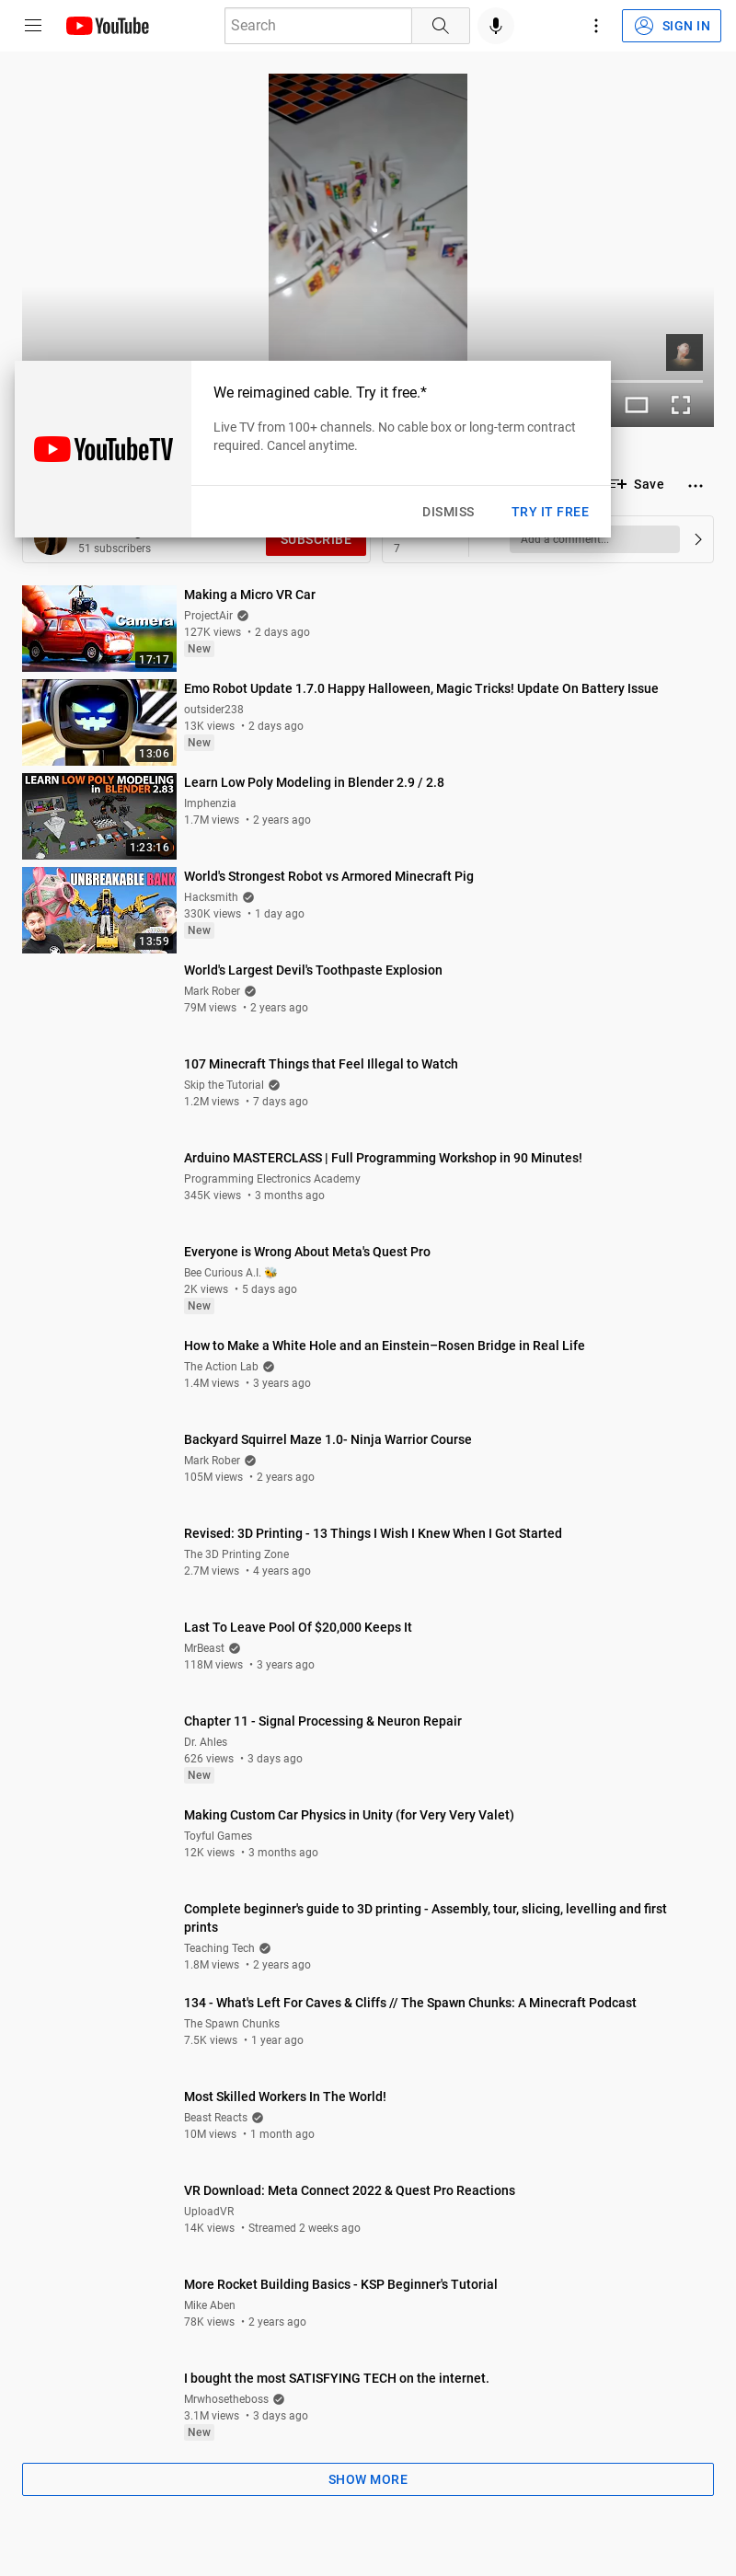 YouTube
Search
SIGN IN
We reimagined cable. Try it free.*
Live TV from 100+ channels. No cable box or long-term contract
required. Cancel anytime.
YouTubeTV
Save
DISMISS
TRY IT FREE
SUBSCRIBE
51 subscribers
7
Add a comment...
Camera
17:17
Making a Micro VR Car
ProjectAir
127K views • 2 days ago
New
13:06
Emo Robot Update 1.7.0 Happy Halloween, Magic Tricks! Update On Battery Issue
outsider238
13K views • 2 days ago
New
LEARN LOW POLY MODELING
in BLENDER 2.83
1:23:16
Learn Low Poly Modeling in Blender 2.9 / 2.8
Imphenzia
1.7M views • 2 years ago
UNBREAKABLE BANK
13:59
World's Strongest Robot vs Armored Minecraft Pig
Hacksmith
330K views • 1 day ago
New
World's Largest Devil's Toothpaste Explosion
Mark Rober
79M views • 2 years ago
107 Minecraft Things that Feel Illegal to Watch
Skip the Tutorial
1.2M views • 7 days ago
Arduino MASTERCLASS | Full Programming Workshop in 90 Minutes!
Programming Electronics Academy
345K views • 3 months ago
Everyone is Wrong About Meta's Quest Pro
Bee Curious A.I. 🐝
2K views • 5 days ago
New
How to Make a White Hole and an Einstein–Rosen Bridge in Real Life
The Action Lab
1.4M views • 3 years ago
Backyard Squirrel Maze 1.0- Ninja Warrior Course
Mark Rober
105M views • 2 years ago
Revised: 3D Printing - 13 Things I Wish I Knew When I Got Started
The 3D Printing Zone
2.7M views • 4 years ago
Last To Leave Pool Of $20,000 Keeps It
MrBeast
118M views • 3 years ago
Chapter 11 - Signal Processing & Neuron Repair
Dr. Ahles
626 views • 3 days ago
New
Making Custom Car Physics in Unity (for Very Very Valet)
Toyful Games
12K views • 3 months ago
Complete beginner's guide to 3D printing - Assembly, tour, slicing, levelling and first
prints
Teaching Tech
1.8M views • 2 years ago
134 - What's Left For Caves & Cliffs // The Spawn Chunks: A Minecraft Podcast
The Spawn Chunks
7.5K views • 1 year ago
Most Skilled Workers In The World!
Beast Reacts
10M views • 1 month ago
VR Download: Meta Connect 2022 & Quest Pro Reactions
UploadVR
14K views • Streamed 2 weeks ago
More Rocket Building Basics - KSP Beginner's Tutorial
Mike Aben
78K views • 2 years ago
I bought the most SATISFYING TECH on the internet.
Mrwhosetheboss
3.1M views • 3 days ago
New
SHOW MORE